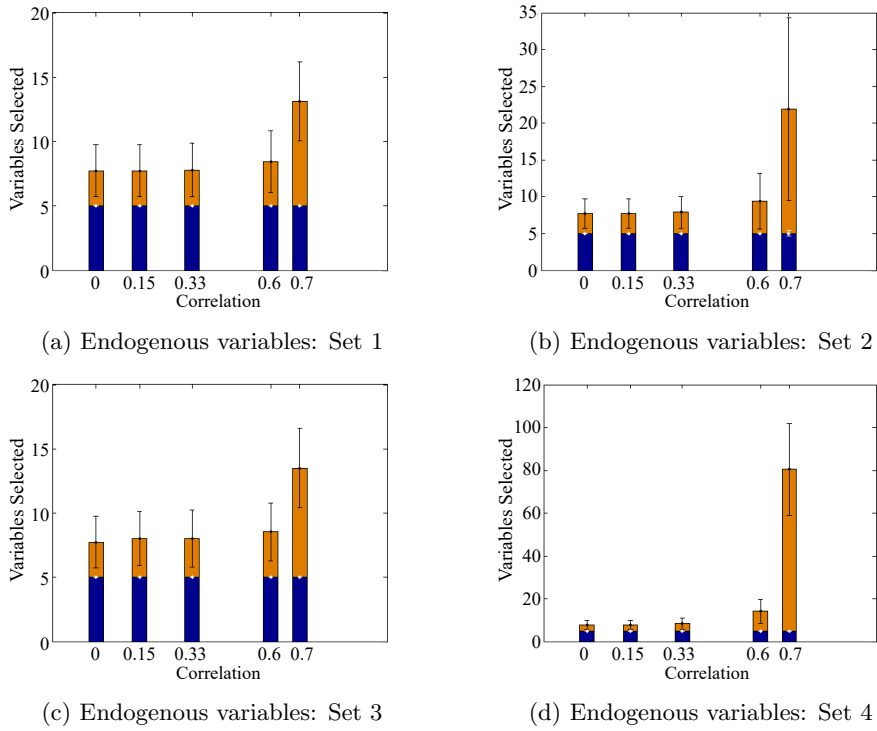 20
15
10
5
0
Variables Selected
0 0.15 0.33 0.6 0.7
Correlation
(a) Endogenous variables: Set 1
35
30
25
20
15
10
5
0
Variables Selected
0 0.15 0.33 0.6 0.7
Correlation
(b) Endogenous variables: Set 2
20
15
10
5
0
Variables Selected
0 0.15 0.33 0.6 0.7
Correlation
(c) Endogenous variables: Set 3
120
100
80
60
40
20
0
Variables Selected
0 0.15 0.33 0.6 0.7
Correlation
(d) Endogenous variables: Set 4